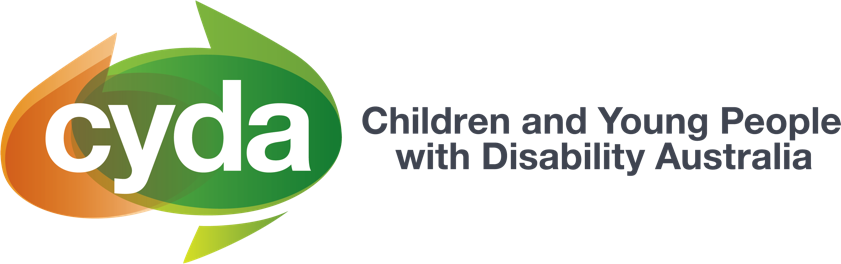 cyda
Children and Young People
with Disability Australia